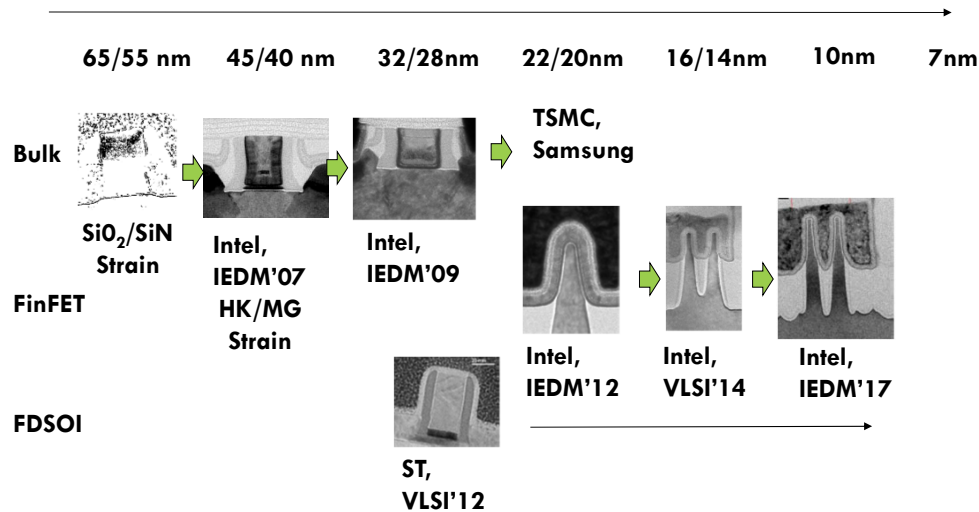 65/55 nm 45/40 nm 32/28nm 22/20nm 16/14nm 10nm 7nm
Bulk
TSMC,
Samsung
SiO₂/SiN
Strain
Intel,
IEDM'07
HK/MG
Strain
Intel,
IEDM'09
FinFET
Intel,
IEDM'12
Intel,
VLSI'14
Intel,
IEDM'17
FDSOI
ST,
VLSI'12